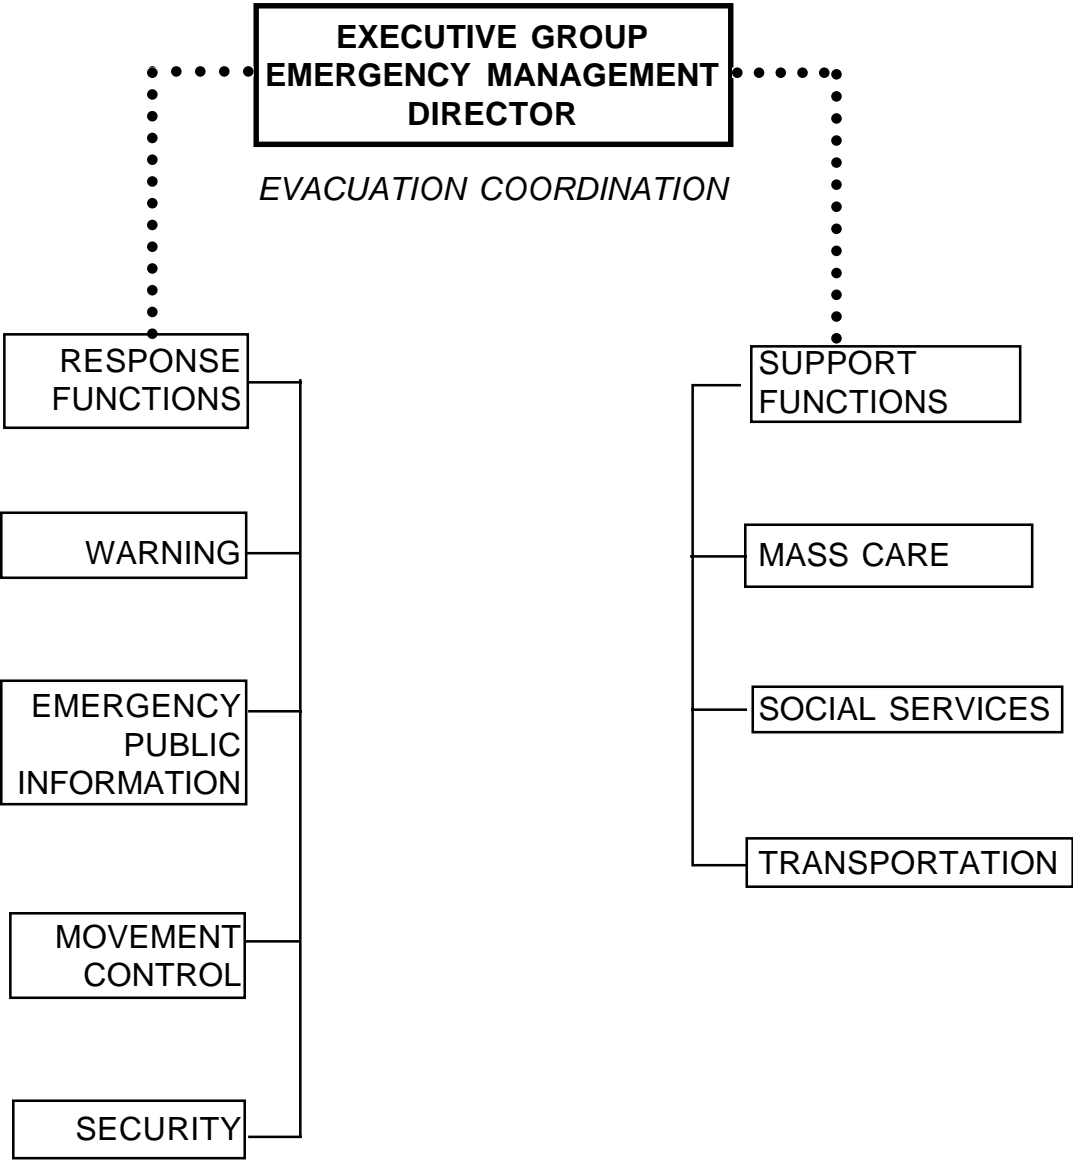 EXECUTIVE GROUP
EMERGENCY MANAGEMENT
DIRECTOR
EVACUATION COORDINATION
RESPONSE
FUNCTIONS
WARNING
EMERGENCY
PUBLIC
INFORMATION
MOVEMENT
CONTROL
SECURITY
SUPPORT
FUNCTIONS
MASS CARE
SOCIAL SERVICES
TRANSPORTATION